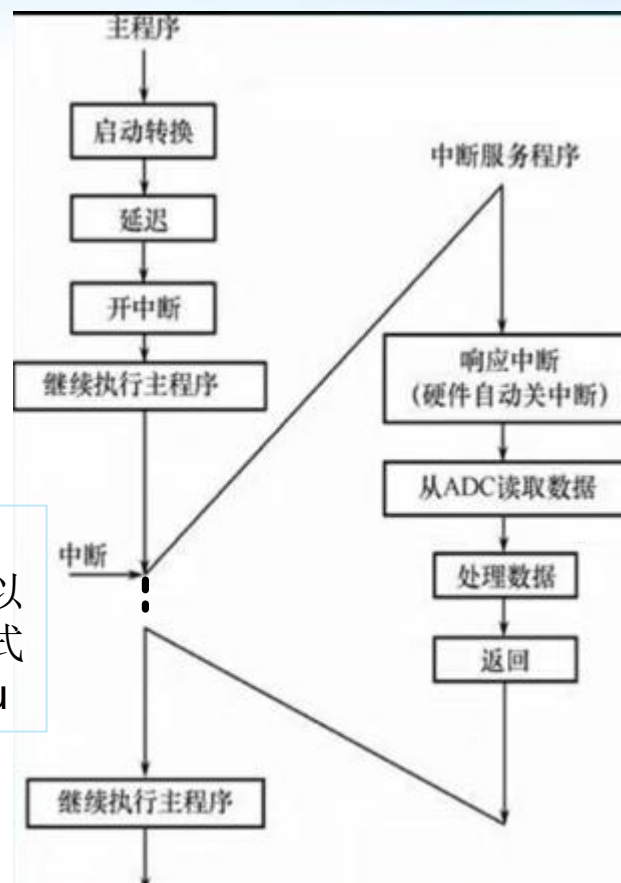 主程序
启动转换
延迟
开中断
继续执行主程序
中断
以
式
继续执行主程序
中断服务程序
响应中断
(硬件自动关中断)
从ADC读取数据
处理数据
返回